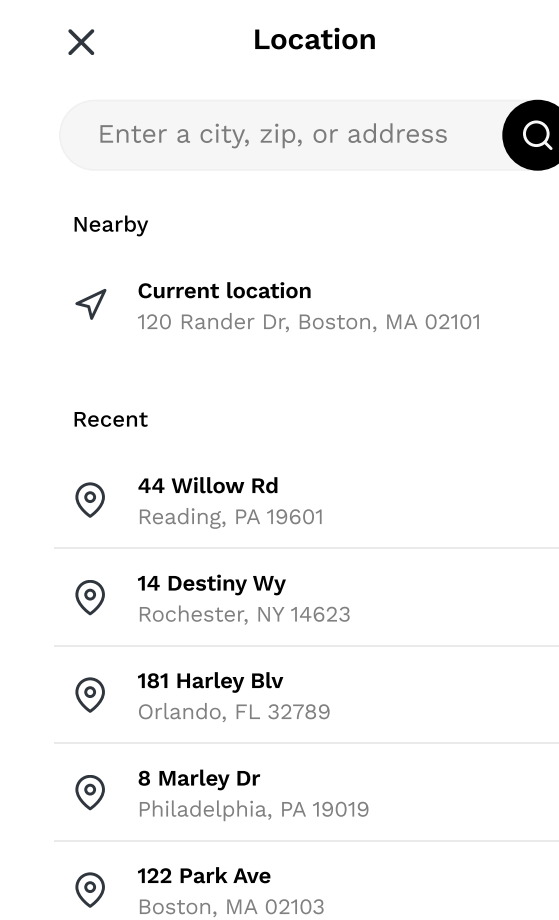 Location
Enter a city, zip, or address
Nearby
Current location
120 Rander Dr, Boston, MA 02101
Recent
44 Willow Rd
Reading, PA 19601
14 Destiny Wy
Rochester, NY 14623
181 Harley Blv
Orlando, FL 32789
8 Marley Dr
Philadelphia, PA 19019
122 Park Ave
Boston, MA 02103